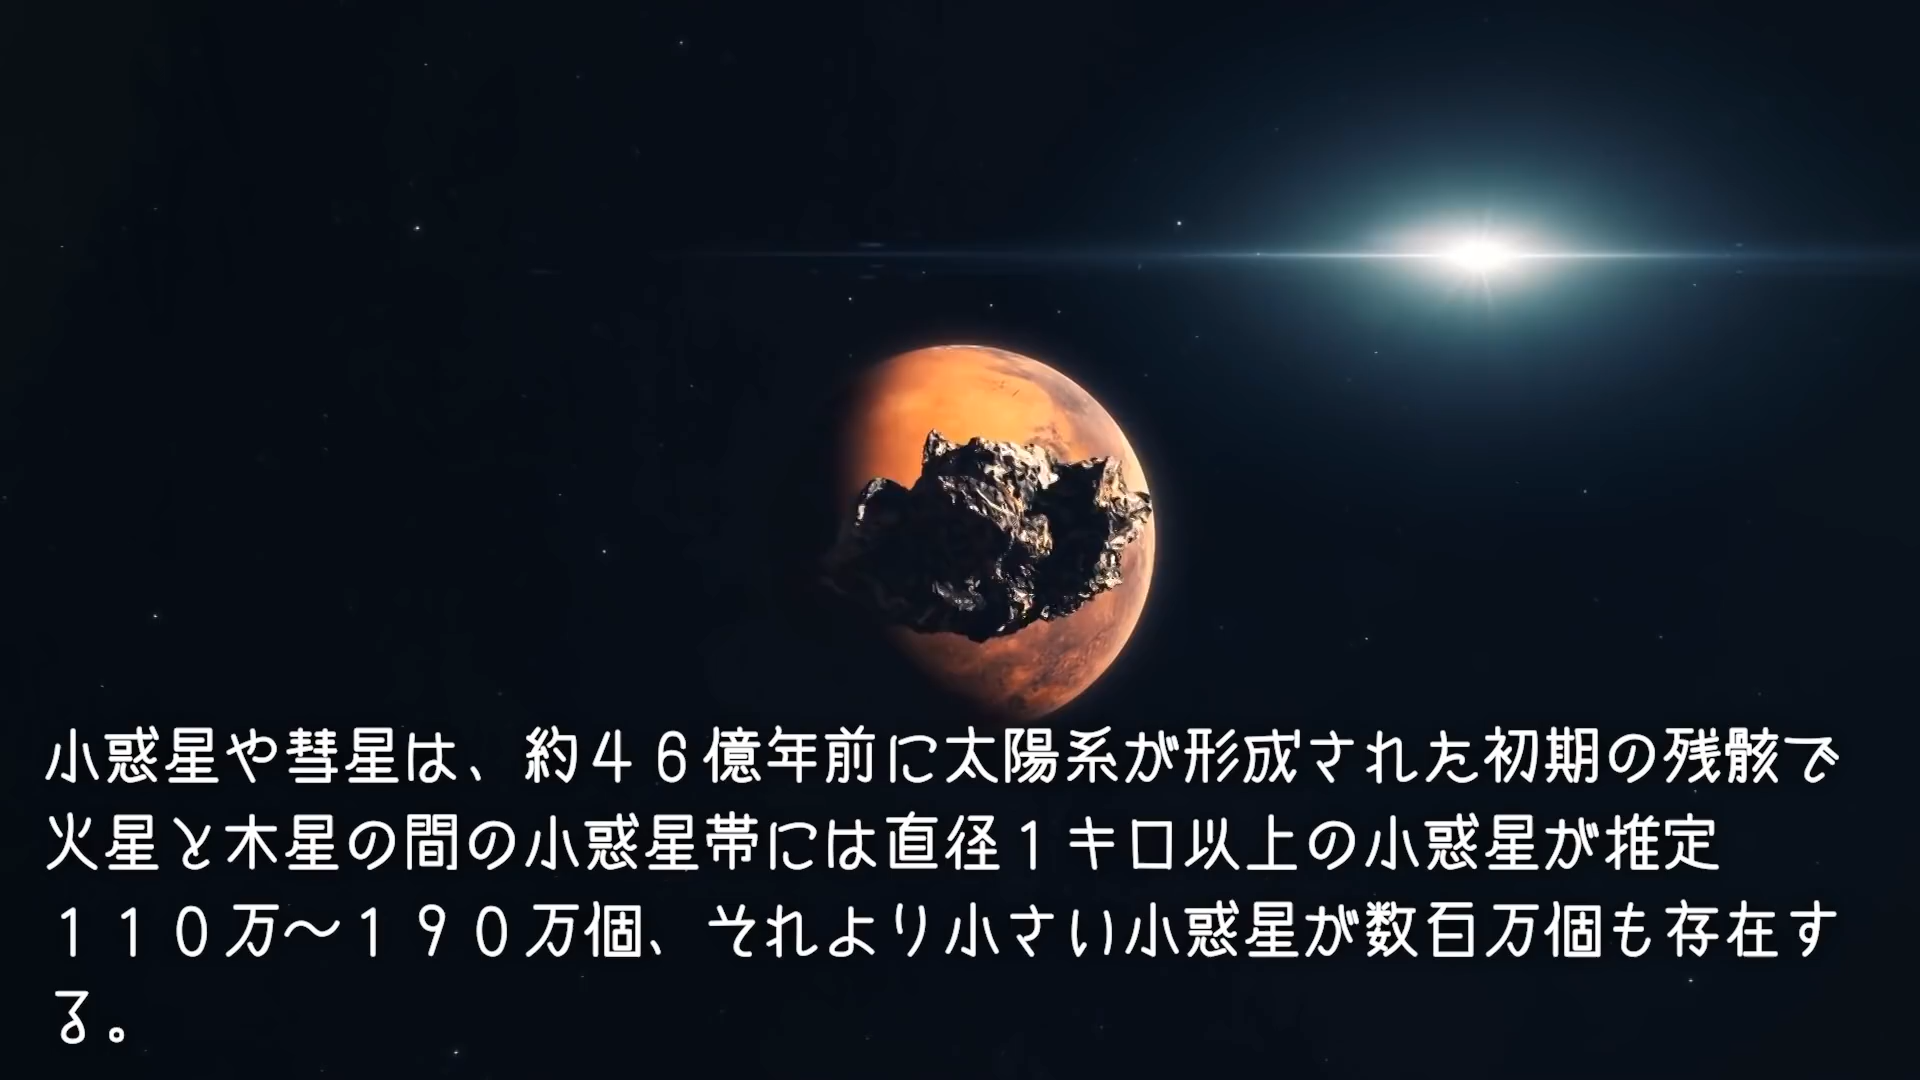 小惑星や彗星は、約４６億年前に太陽系が形成された初期の残骸で
火星と木星の間の小惑星帯には直径１キロ以上の小惑星が推定
１１０万～１９０万個、それより小さい小惑星が数百万個も存在す
る。